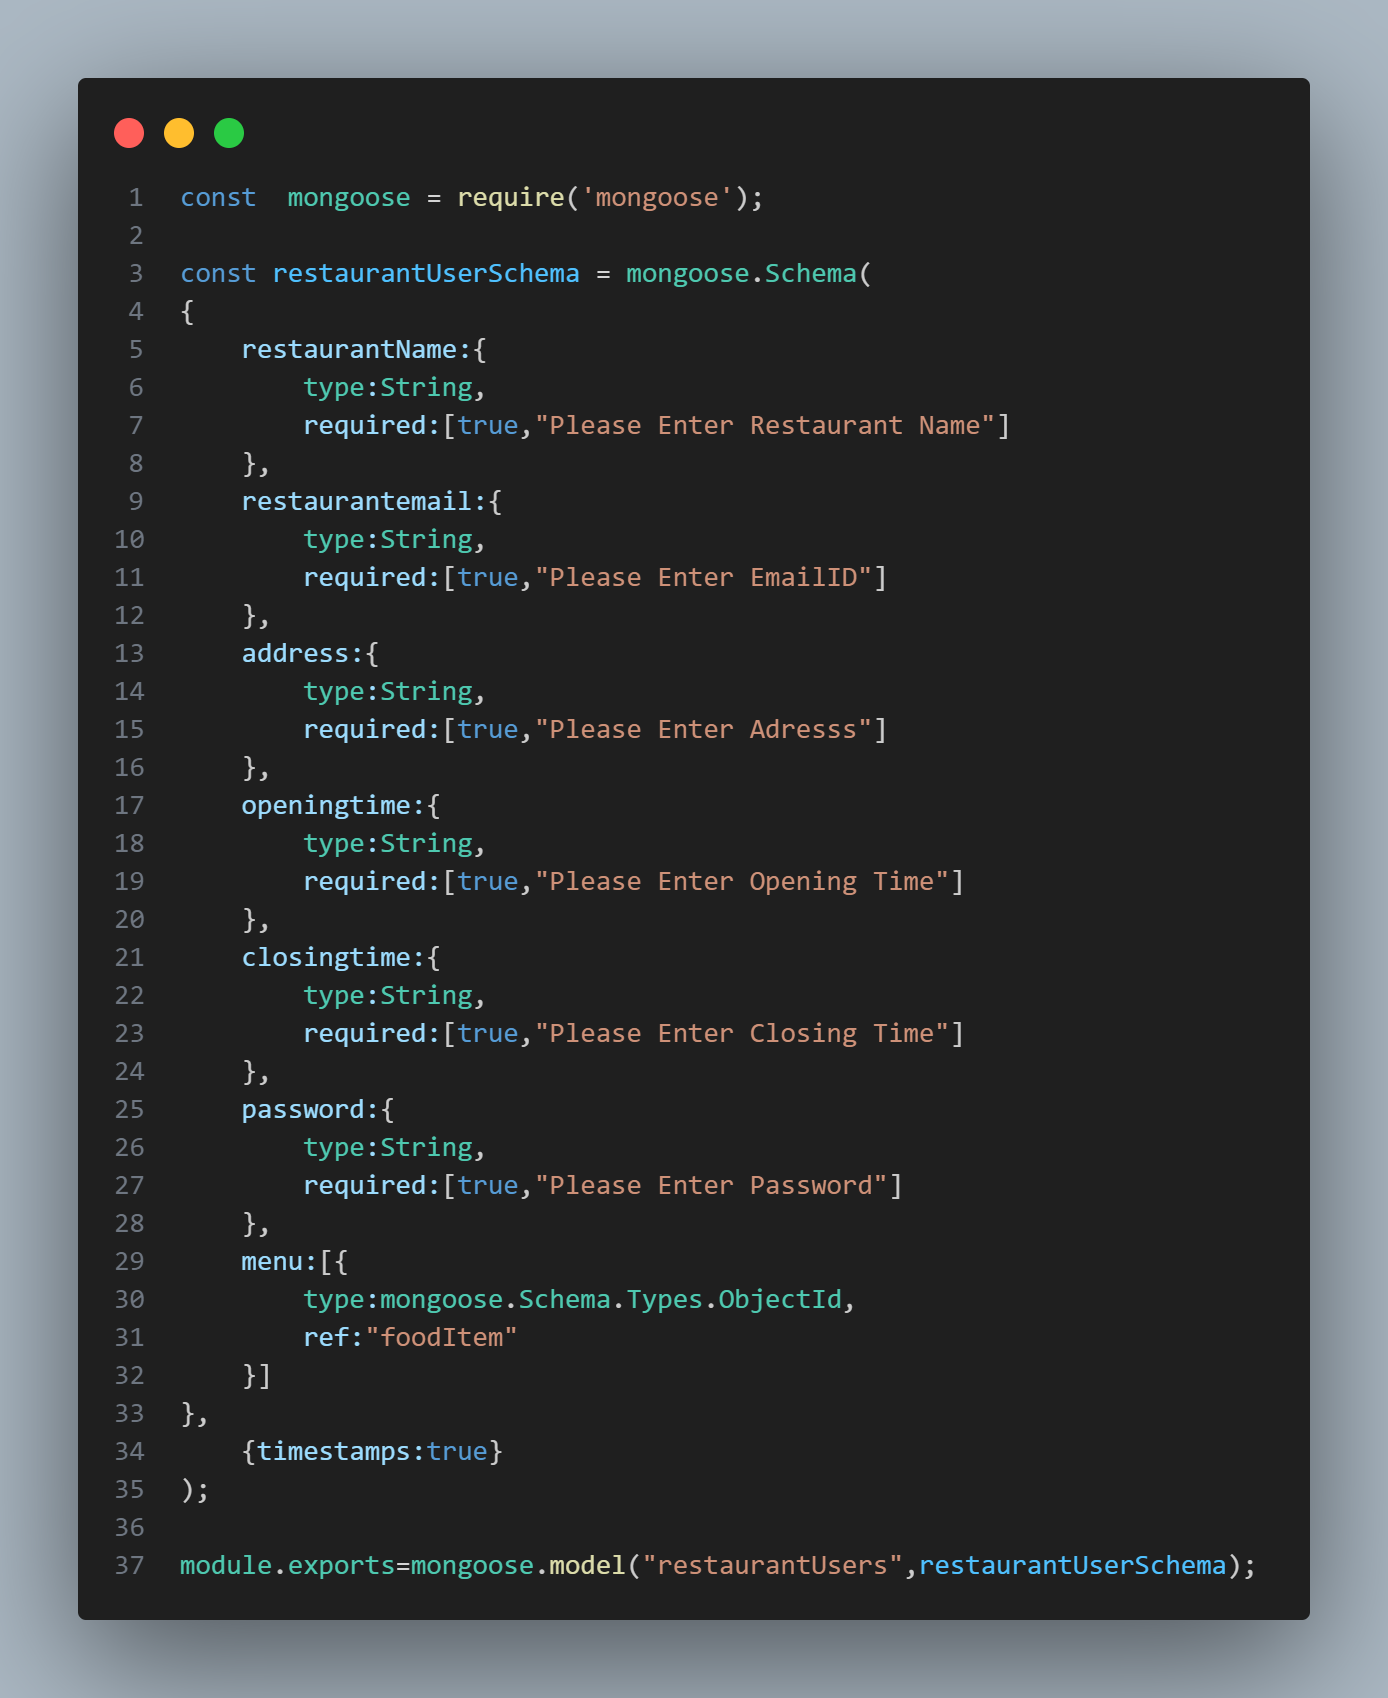 1 const  mongoose = require('mongoose');
2
3 const restaurantUserSchema = mongoose.Schema(
4 {
5     restaurantName:{
6         type:String,
7         required:[true,"Please Enter Restaurant Name"]
8     },
9     restaurantemail:{
10         type:String,
11         required:[true,"Please Enter EmailID"]
12     },
13     address:{
14         type:String,
15         required:[true,"Please Enter Adresss"]
16     },
17     openingtime:{
18         type:String,
19         required:[true,"Please Enter Opening Time"]
20     },
21     closingtime:{
22         type:String,
23         required:[true,"Please Enter Closing Time"]
24     },
25     password:{
26         type:String,
27         required:[true,"Please Enter Password"]
28     },
29     menu:[{
30         type:mongoose.Schema.Types.ObjectId,
31         ref:"foodItem"
32     }]
33 },
34     {timestamps:true}
35 );
36
37 module.exports=mongoose.model("restaurantUsers",restaurantUserSchema);